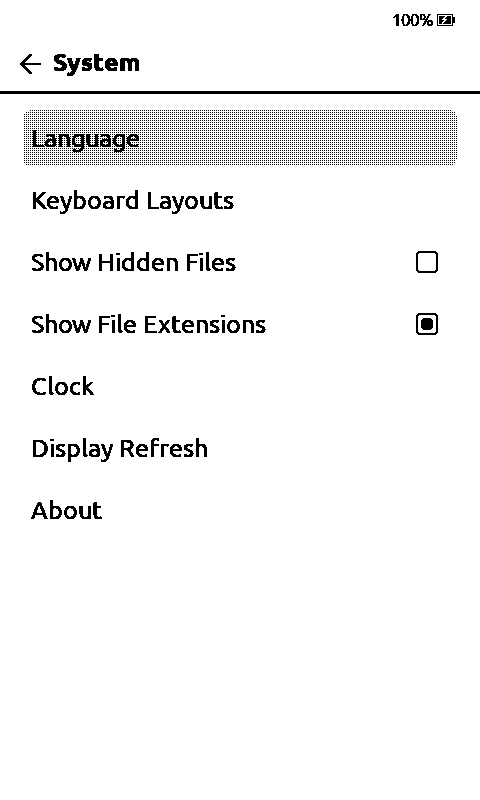 100%
System
Language
Keyboard Layouts
Show Hidden Files
Show File Extensions
Clock
Display Refresh
About